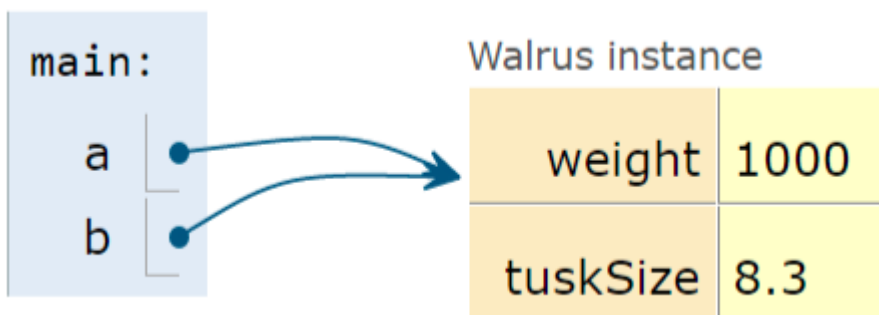 main:
Walrus instance
a
weight 1000
b
tuskSize 8.3